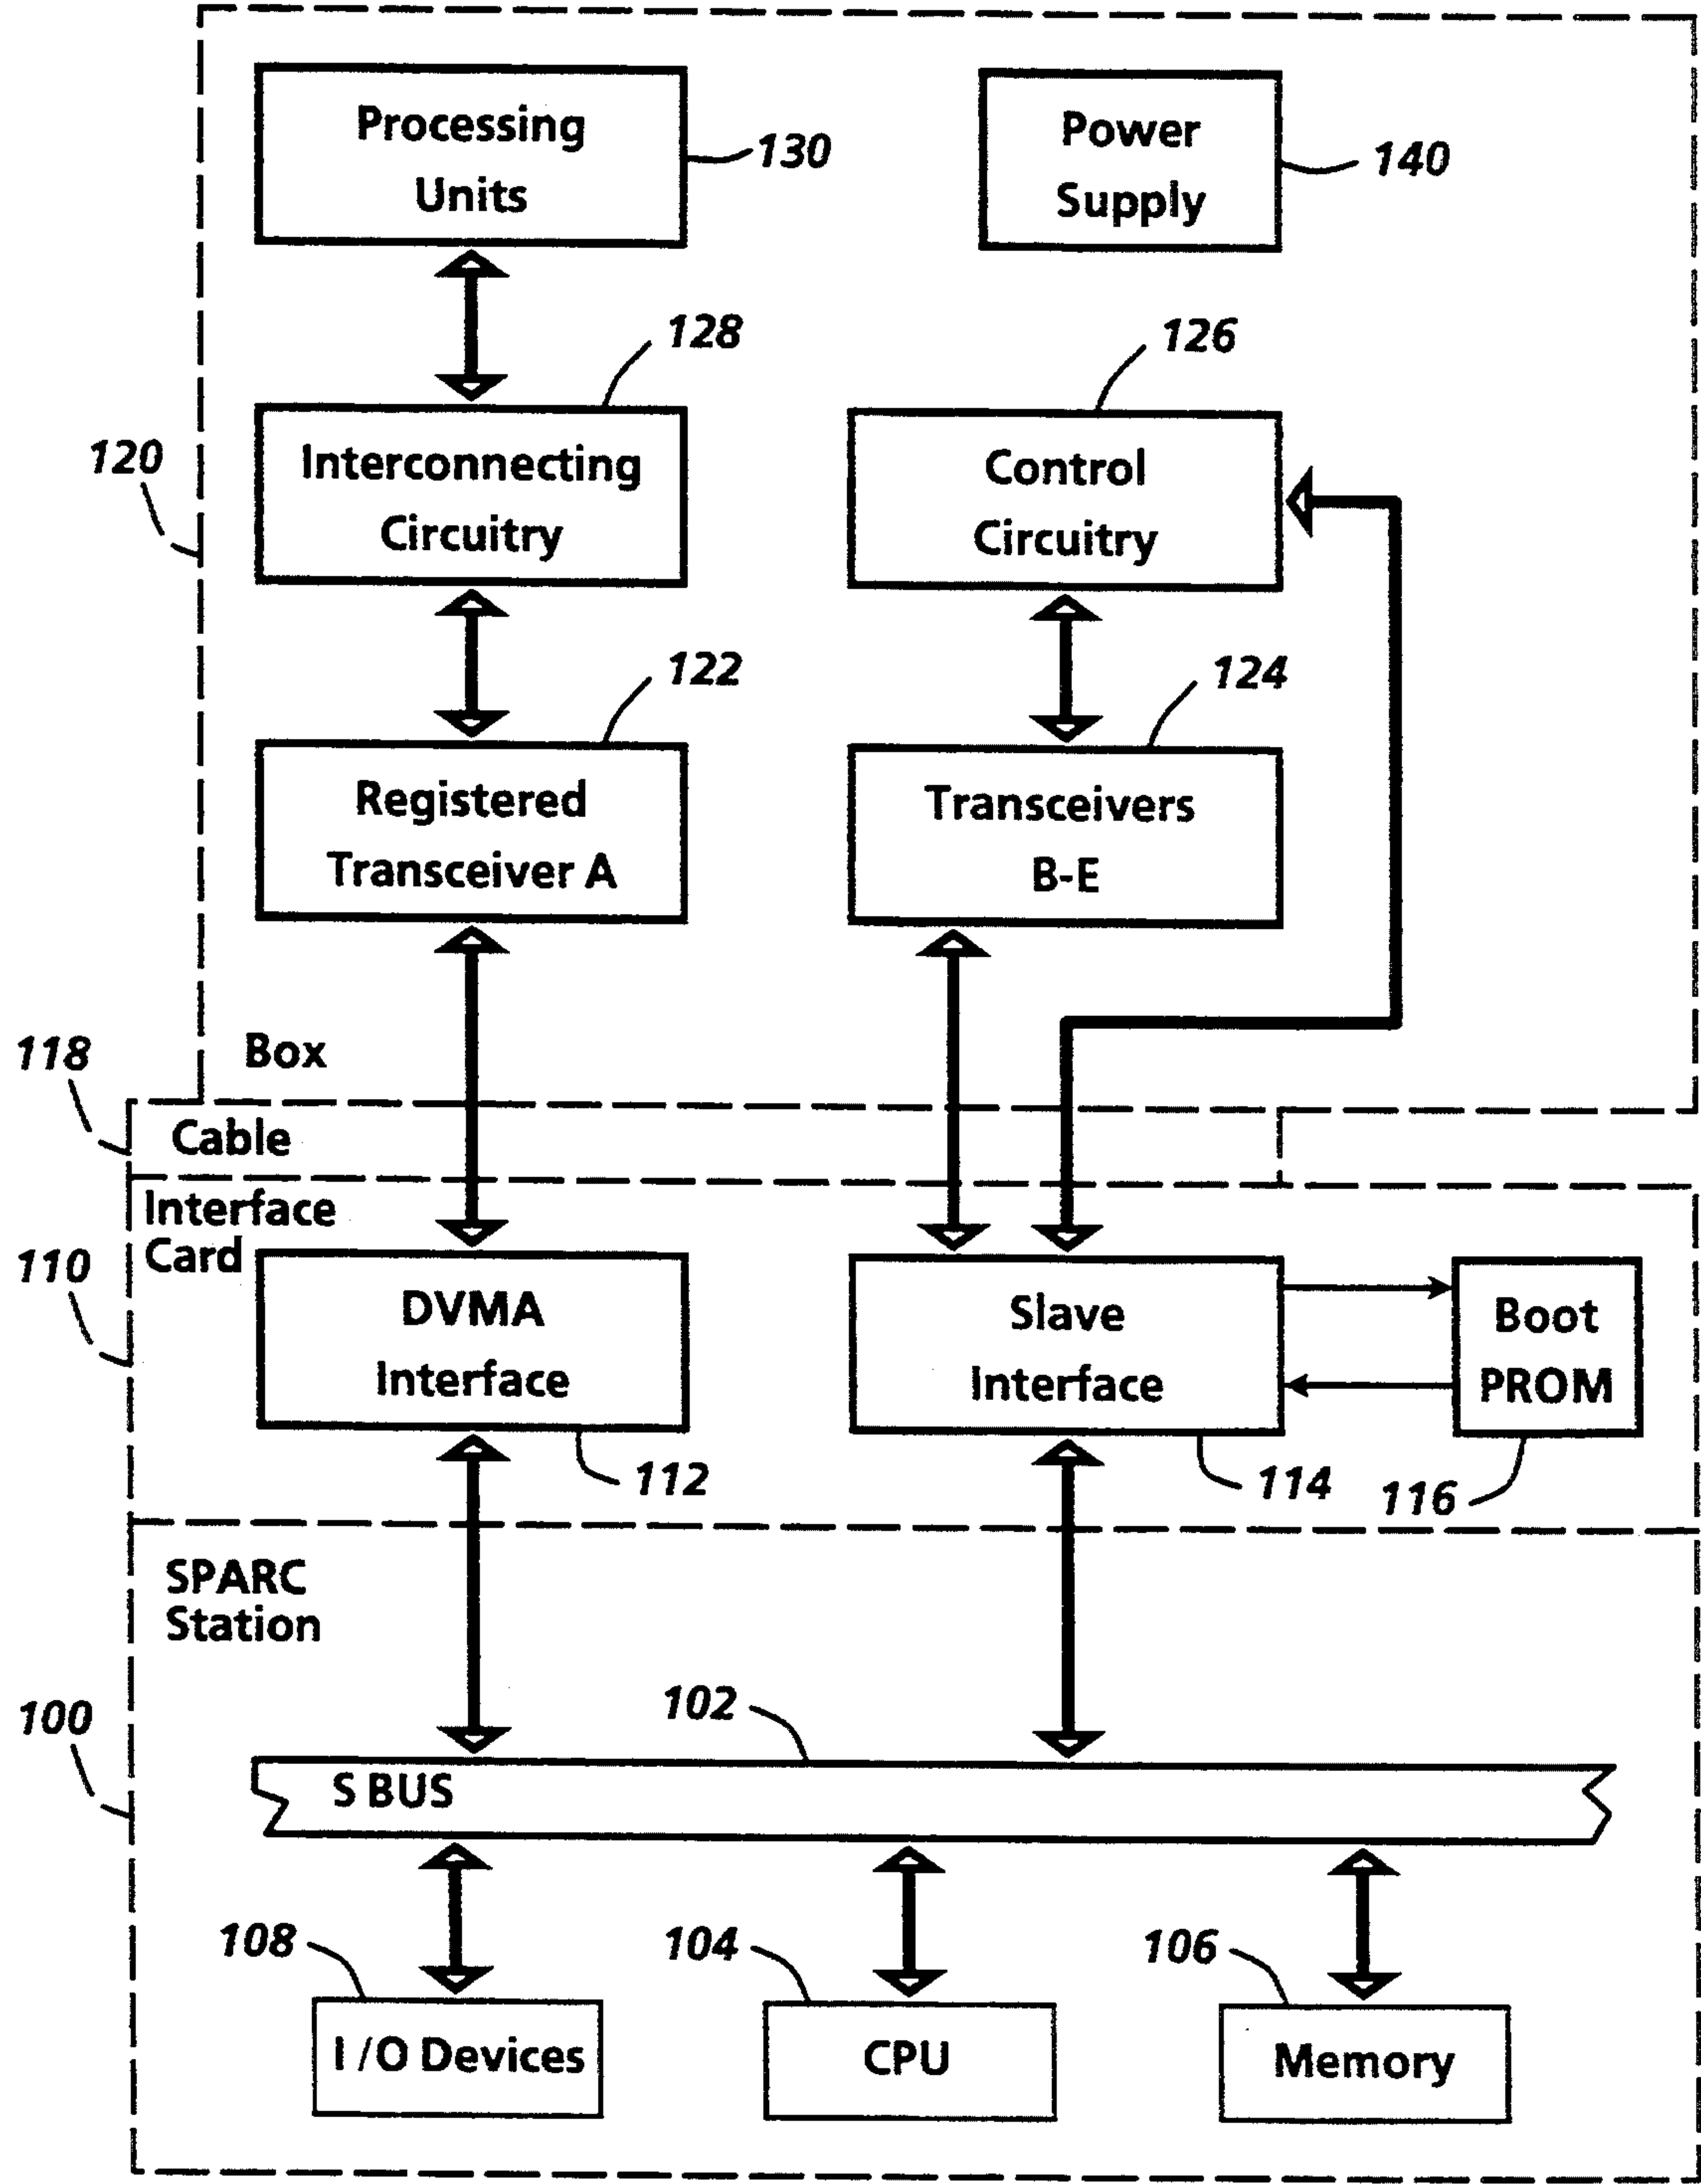 Processing
Units
130
Power
Supply
140
128
126
120
Interconnecting
Circuitry
Control
Circuitry
122
124
Registered
Transceiver A
Transceivers
B-E
118
Box
Cable
110
Interface
Card
DVMA
Interface
Slave
Interface
Boot
PROM
112
114
116
SPARC
Station
100
102
S BUS
108
104
106
I/O Devices
CPU
Memory